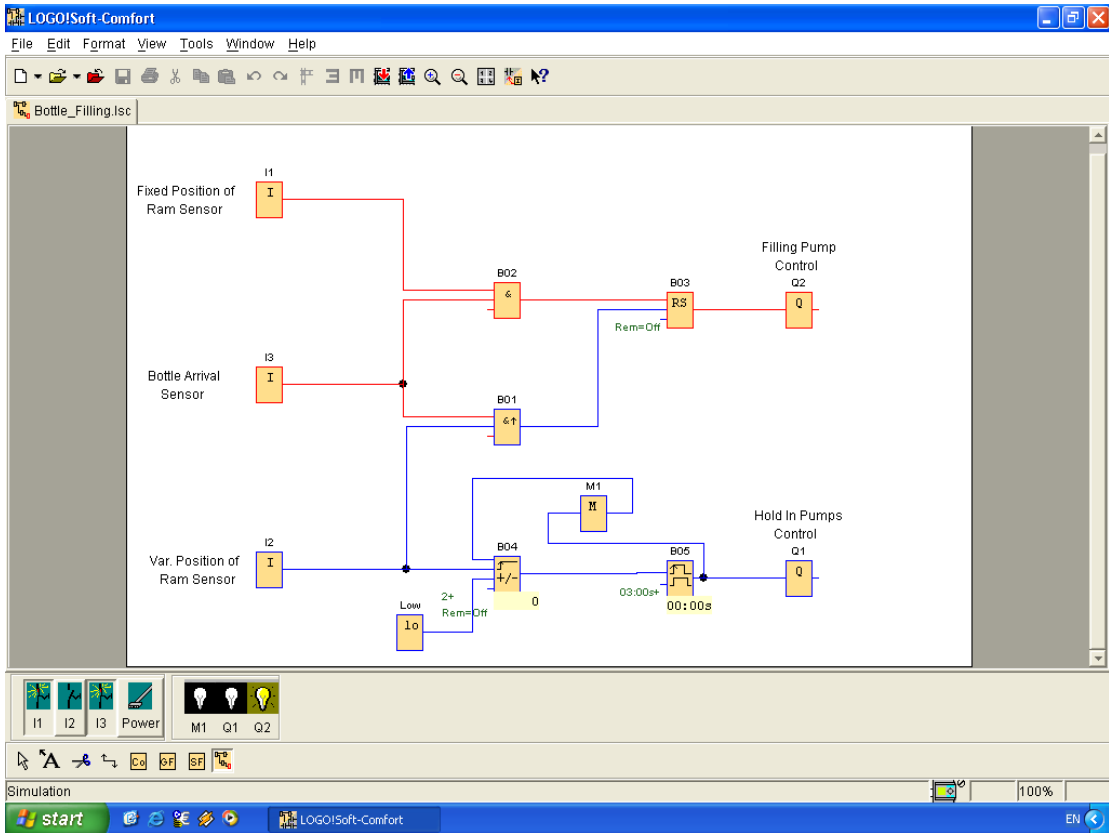 LOGO!Soft-Comfort
File Edit Format View Tools Window Help
Bottle_Filling.lsc
I1
Fixed Position of
Ram Sensor
I
Filling Pump
Control
B02
B03
Q2
&
RS
Q
Rem=Off
I3
Bottle Arrival
Sensor
I
B01
&↑
M1
M
Hold In Pumps
Control
I2
B04
B05
Q1
Var. Position of
Ram Sensor
I
+/-
Q
03:00s+
2+
Rem=Off
0
00:00s
Low
lo
I1 I2 I3 Power M1 Q1 Q2
A Co GF SF
Simulation
100%
start
LOGO!Soft-Comfort
EN